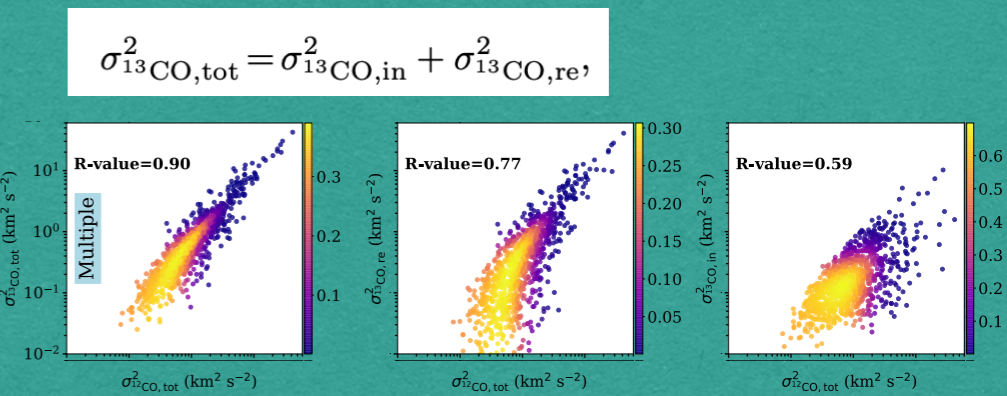 σ²₁₃CO,tot = σ²₁₃CO,in + σ²₁₃CO,re,
R-value=0.90
Multiple
σ²₁₃CO, tot (km² s⁻²)
10¹
10⁰
10⁻¹
10⁻²
0.3
0.2
0.1
σ²₁₂CO, tot (km² s⁻²)
R-value=0.77
σ²₁₃CO, re (km² s⁻²)
0.30
0.25
0.20
0.15
0.10
0.05
σ²₁₂CO, tot (km² s⁻²)
R-value=0.59
σ²₁₃CO, in (km² s⁻²)
0.6
0.5
0.4
0.3
0.2
0.1
σ²₁₂CO, tot (km² s⁻²)